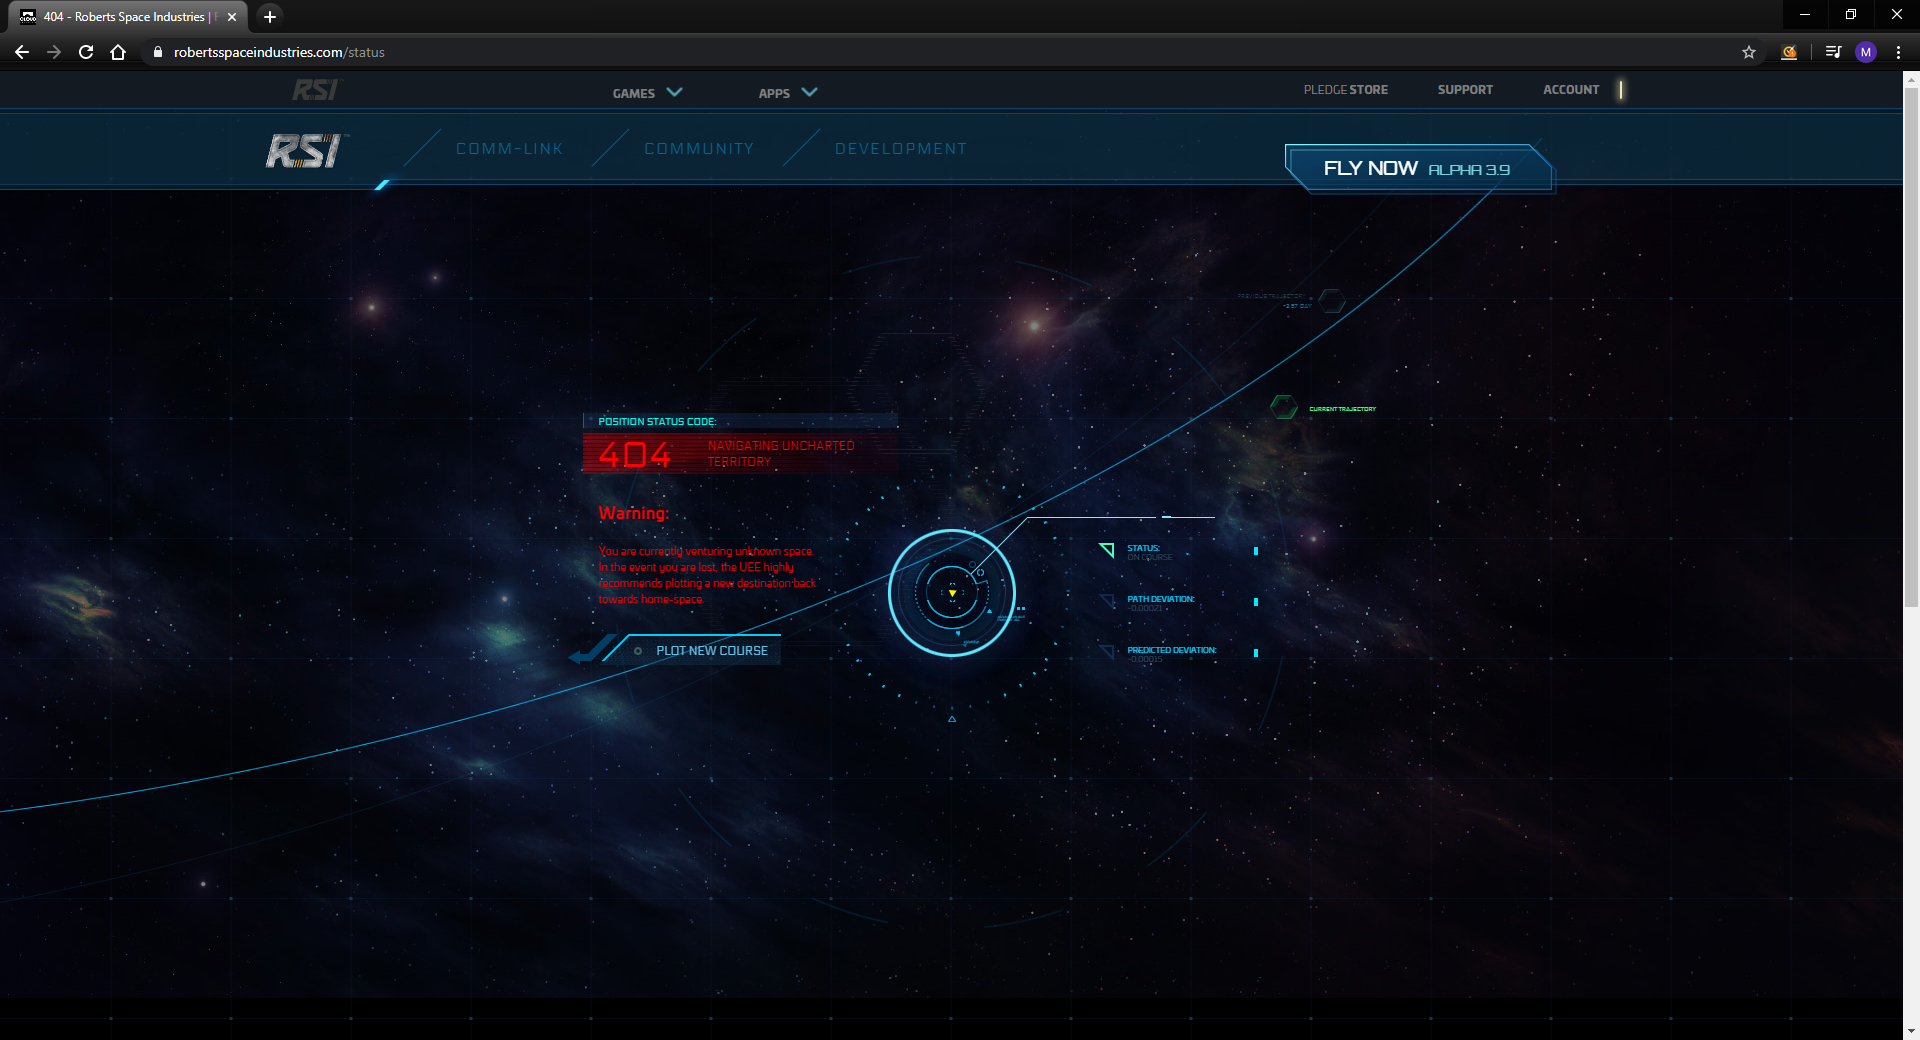 404 - Roberts Space Industries |
robertsspaceindustries.com/status
M
RSI
GAMES
APPS
PLEDGE STORE
SUPPORT
ACCOUNT
RSI
COMM-LINK
COMMUNITY
DEVELOPMENT
FLY NOW ALPHA 3.9
PREVIOUS TRAJECTORY
CURRENT TRAJECTORY
POSITION STATUS CODE:
404
NAVIGATING UNCHARTED
TERRITORY
Warning:
You are currently venturing unknown space.
In the event you are lost, the UEE highly
recommends plotting a new destination back
towards home-space.
PLOT NEW COURSE
STATUS:
ON COURSE
PATH DEVIATION:
-0.00021
PREDICTED DEVIATION:
-0.00015